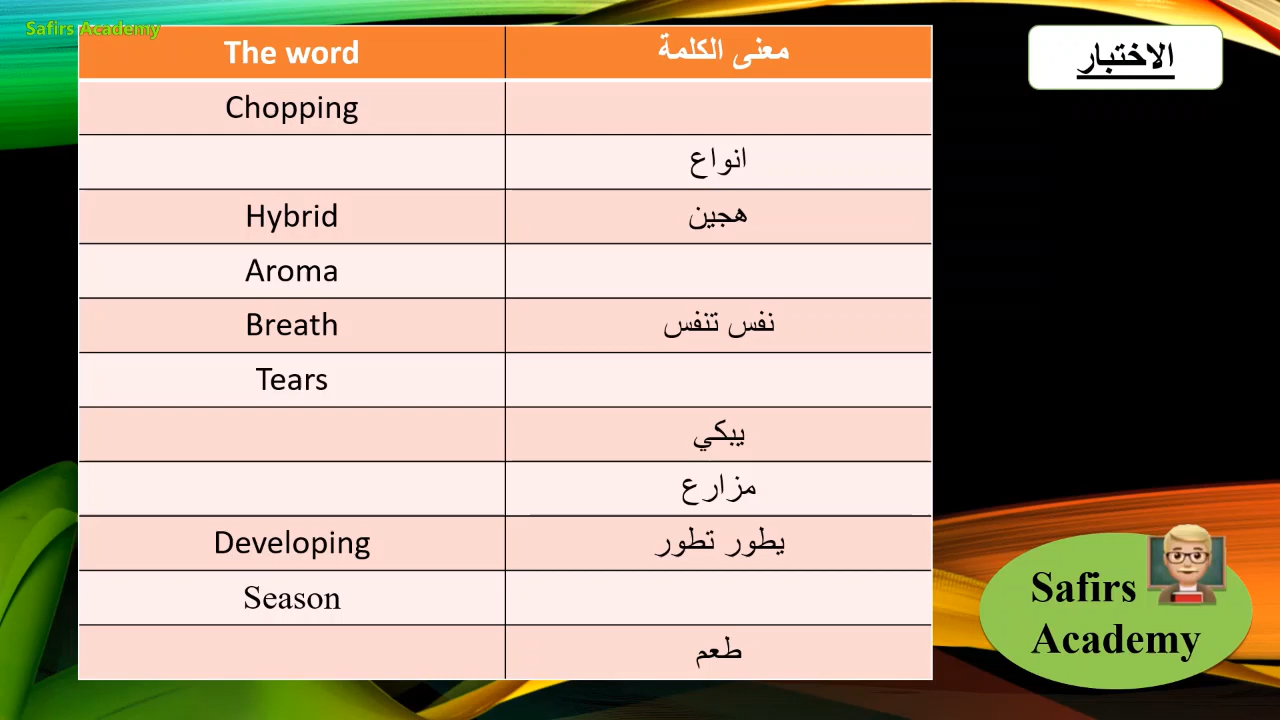 Safirs Academy
The word معنى الكلمة
الاختبار
Chopping
انواع
Hybrid هجين
Aroma
Breath نفس تنفس
Tears
يبكي
مزارع
Developing يطور تطور
Season
طعم
Safirs
Academy